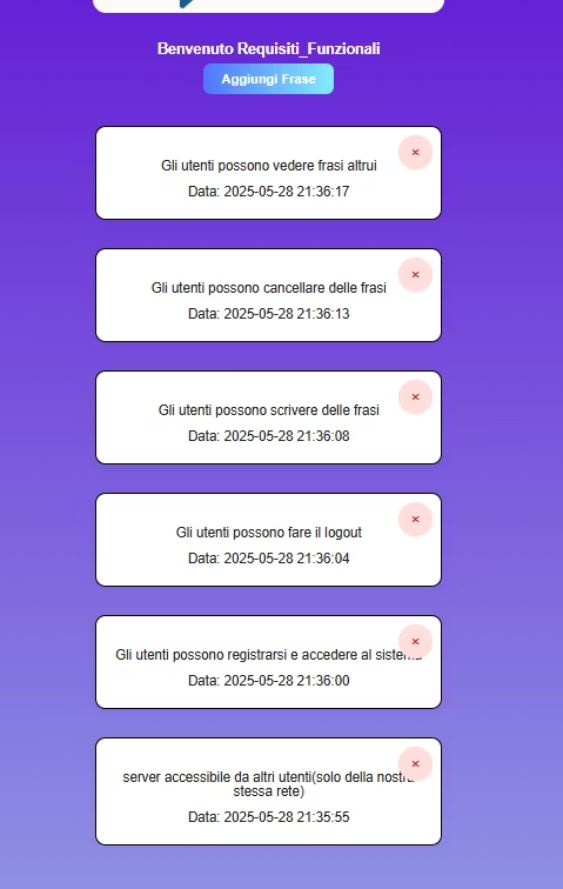 Benvenuto Requisiti_Funzionali
Aggiungi Frase
×
Gli utenti possono vedere frasi altrui
Data: 2025-05-28 21:36:17
×
Gli utenti possono cancellare delle frasi
Data: 2025-05-28 21:36:13
×
Gli utenti possono scrivere delle frasi
Data: 2025-05-28 21:36:08
×
Gli utenti possono fare il logout
Data: 2025-05-28 21:36:04
×
Gli utenti possono registrarsi e accedere al sistema
Data: 2025-05-28 21:36:00
×
server accessibile da altri utenti(solo della nostra
stessa rete)
Data: 2025-05-28 21:35:55